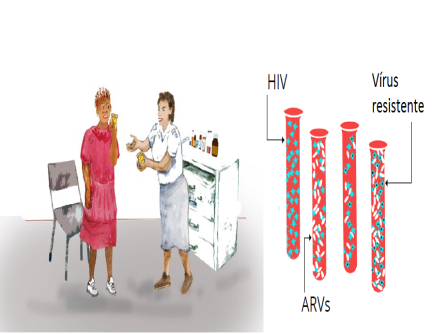 HIV
Vírus
resistente
ARVs